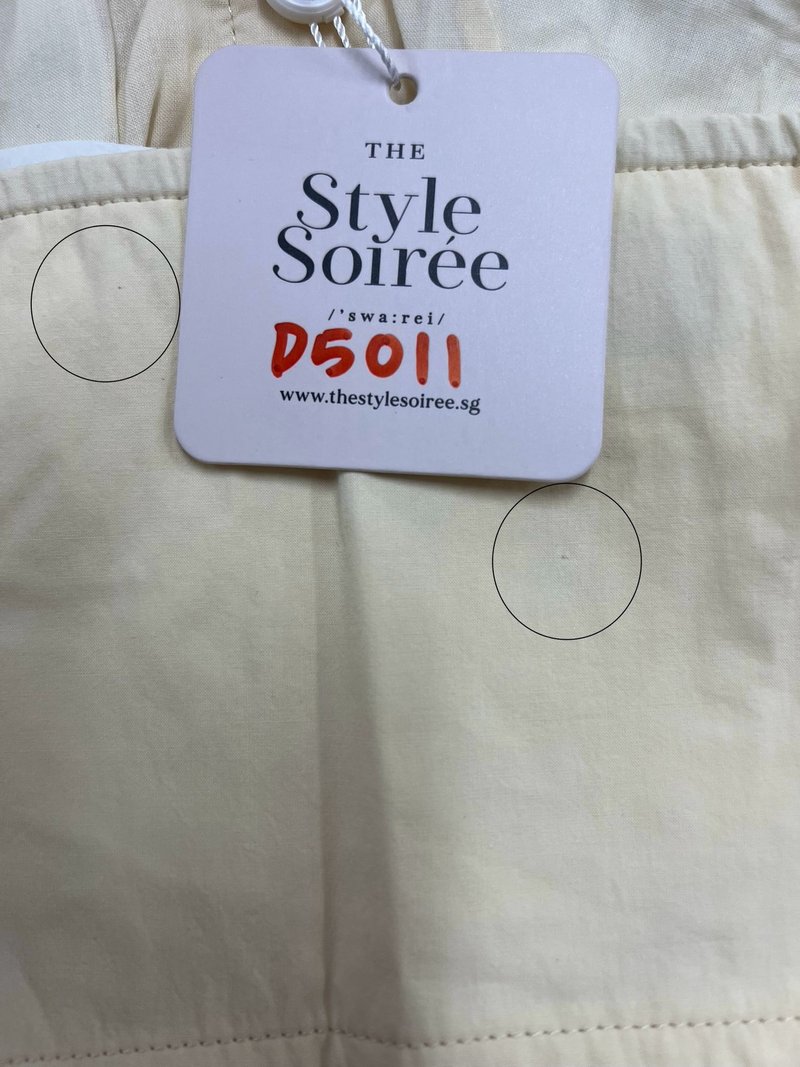 THE
Style
Soirée
/'swa:rei/
D5011
www.thestylesoiree.sg